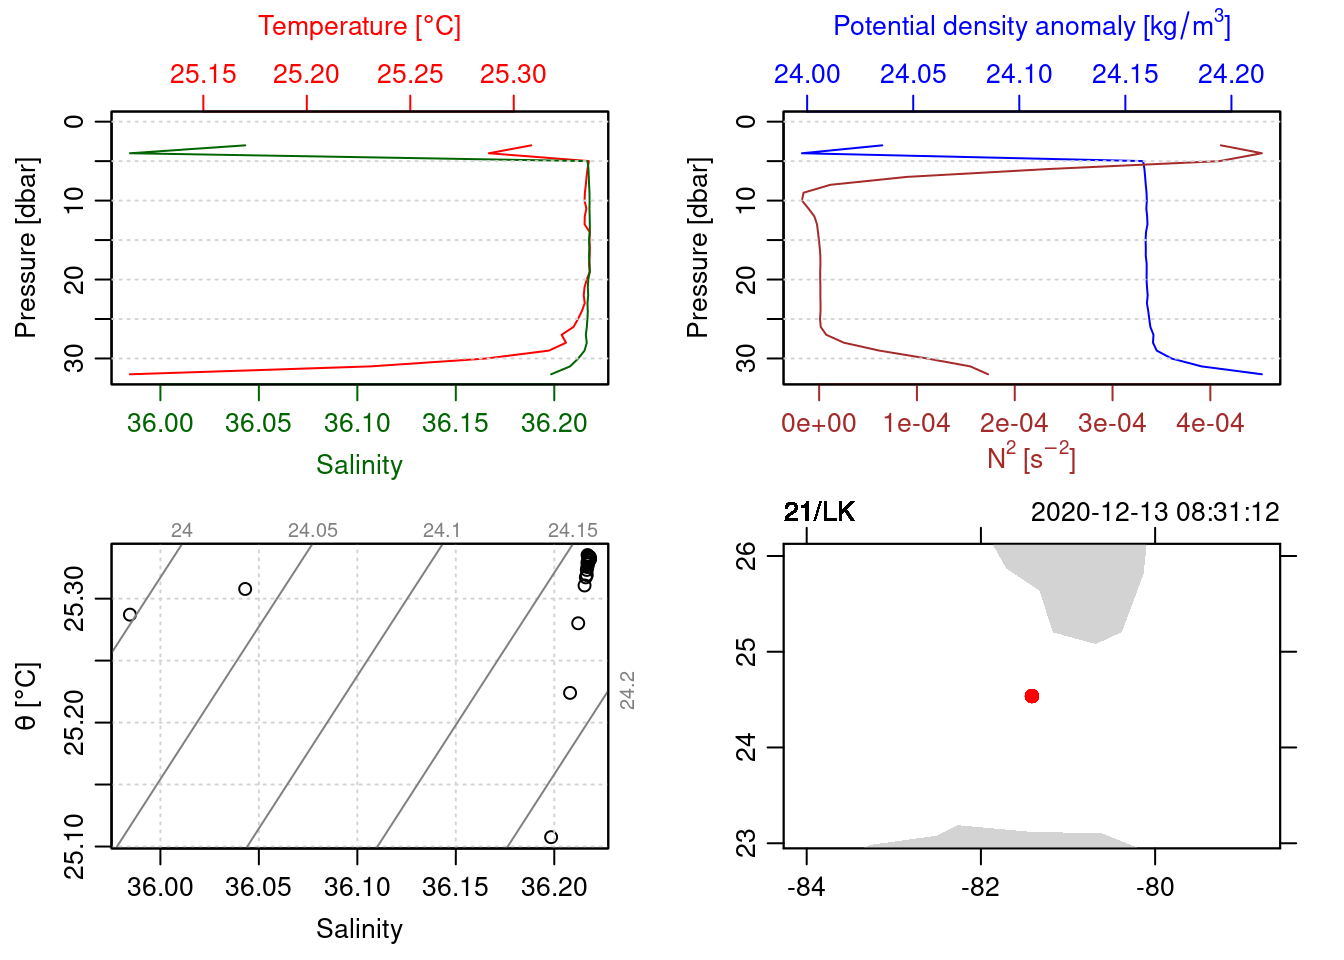 Temperature [°C]
25.15 25.20 25.25 25.30
Pressure [dbar]
0
10
20
30
36.00 36.05 36.10 36.15 36.20
Salinity
Potential density anomaly [kg/m³]
24.00 24.05 24.10 24.15 24.20
Pressure [dbar]
0
10
20
30
0e+00 1e-04 2e-04 3e-04 4e-04
N² [s⁻²]
24 24.05 24.1 24.15
24.2
θ [°C]
25.30
25.20
25.10
36.00 36.05 36.10 36.15 36.20
Salinity
21/LK 2020-12-13 08:31:12
26
25
24
23
-84 -82 -80